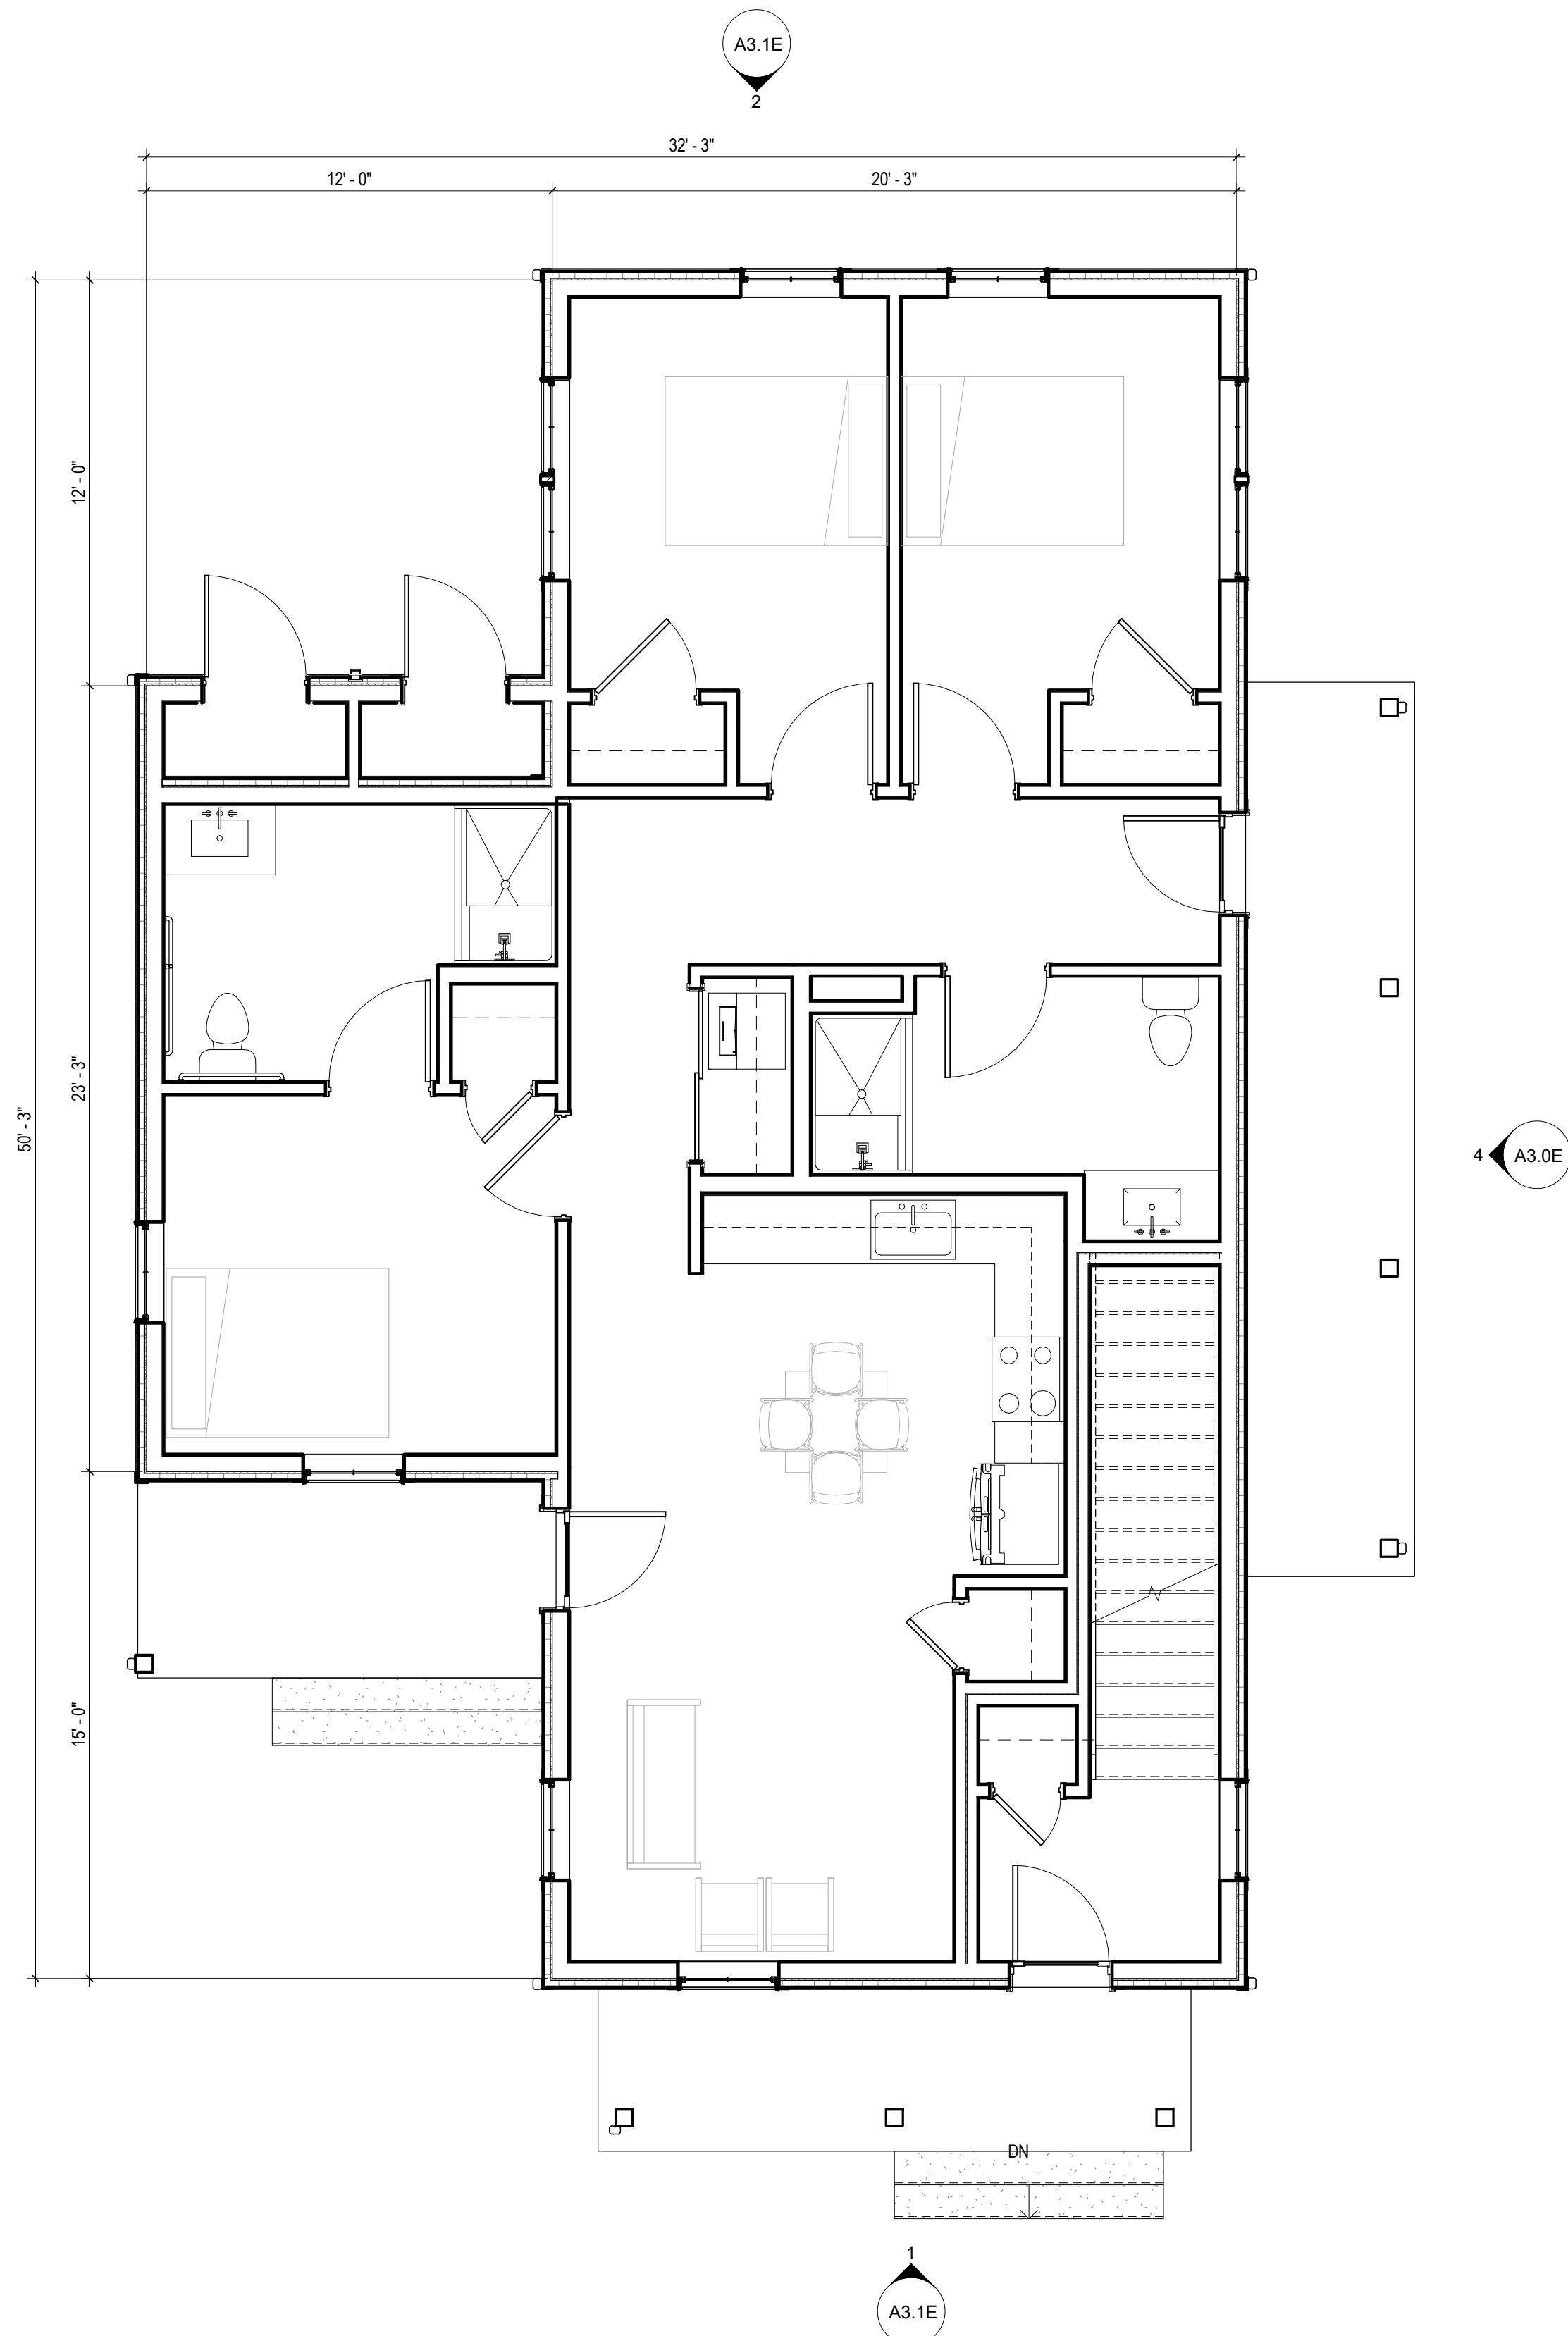 A3.1E
2
32' - 3"
12' - 0"
20' - 3"
12' - 0"
23' - 3"
50' - 3"
4
A3.0E
15' - 0"
DN
1
A3.1E